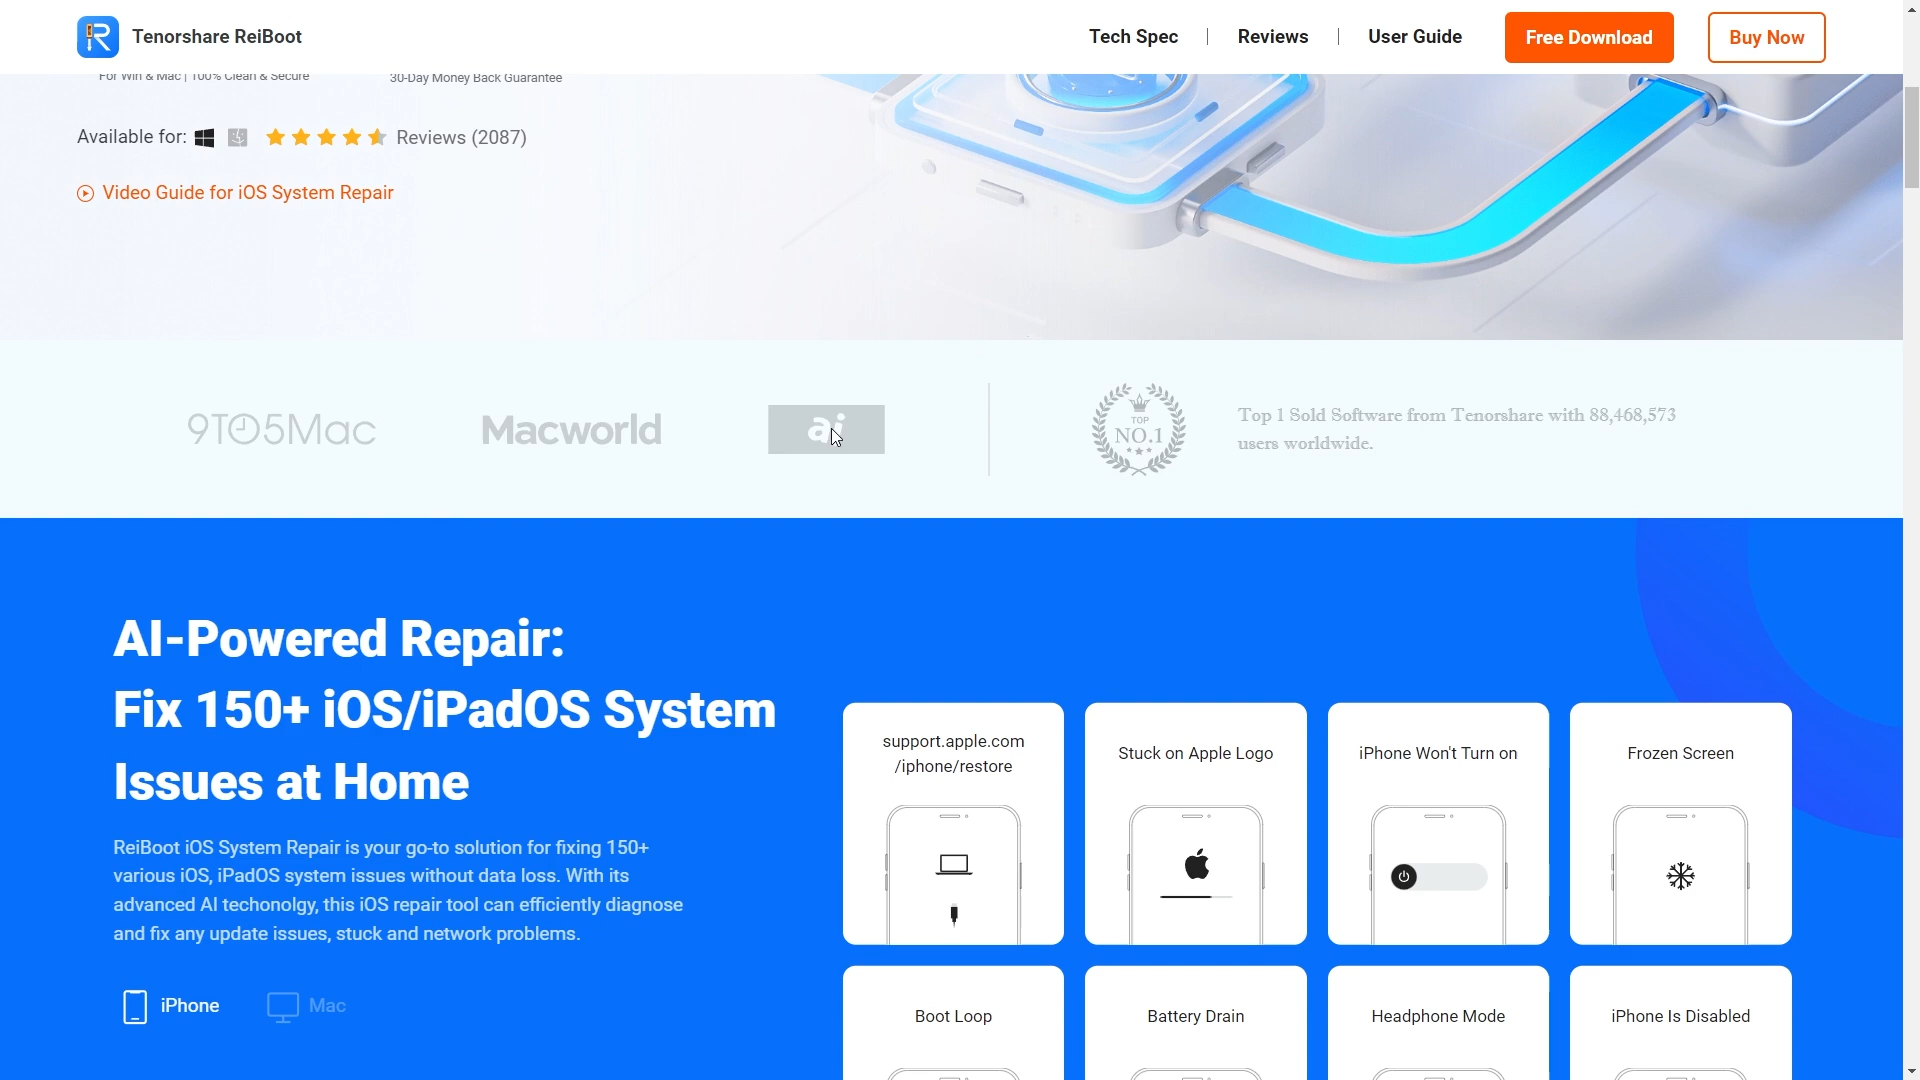 Tenorshare ReiBoot
Tech Spec
Reviews
User Guide
Free Download
Buy Now
For Win & Mac | 100% Clean & Secure
30-Day Money Back Guarantee
Available for:
Reviews (2087)
Video Guide for iOS System Repair
9TO5Mac
Macworld
ai
TOP
NO.1
Top 1 Sold Software from Tenorshare with 88,468,573
users worldwide.
AI-Powered Repair:
Fix 150+ iOS/iPadOS System
Issues at Home
ReiBoot iOS System Repair is your go-to solution for fixing 150+
various iOS, iPadOS system issues without data loss. With its
advanced AI techonolgy, this iOS repair tool can efficiently diagnose
and fix any update issues, stuck and network problems.
iPhone
Mac
support.apple.com
/iphone/restore
Stuck on Apple Logo
iPhone Won't Turn on
Frozen Screen
Boot Loop
Battery Drain
Headphone Mode
iPhone Is Disabled